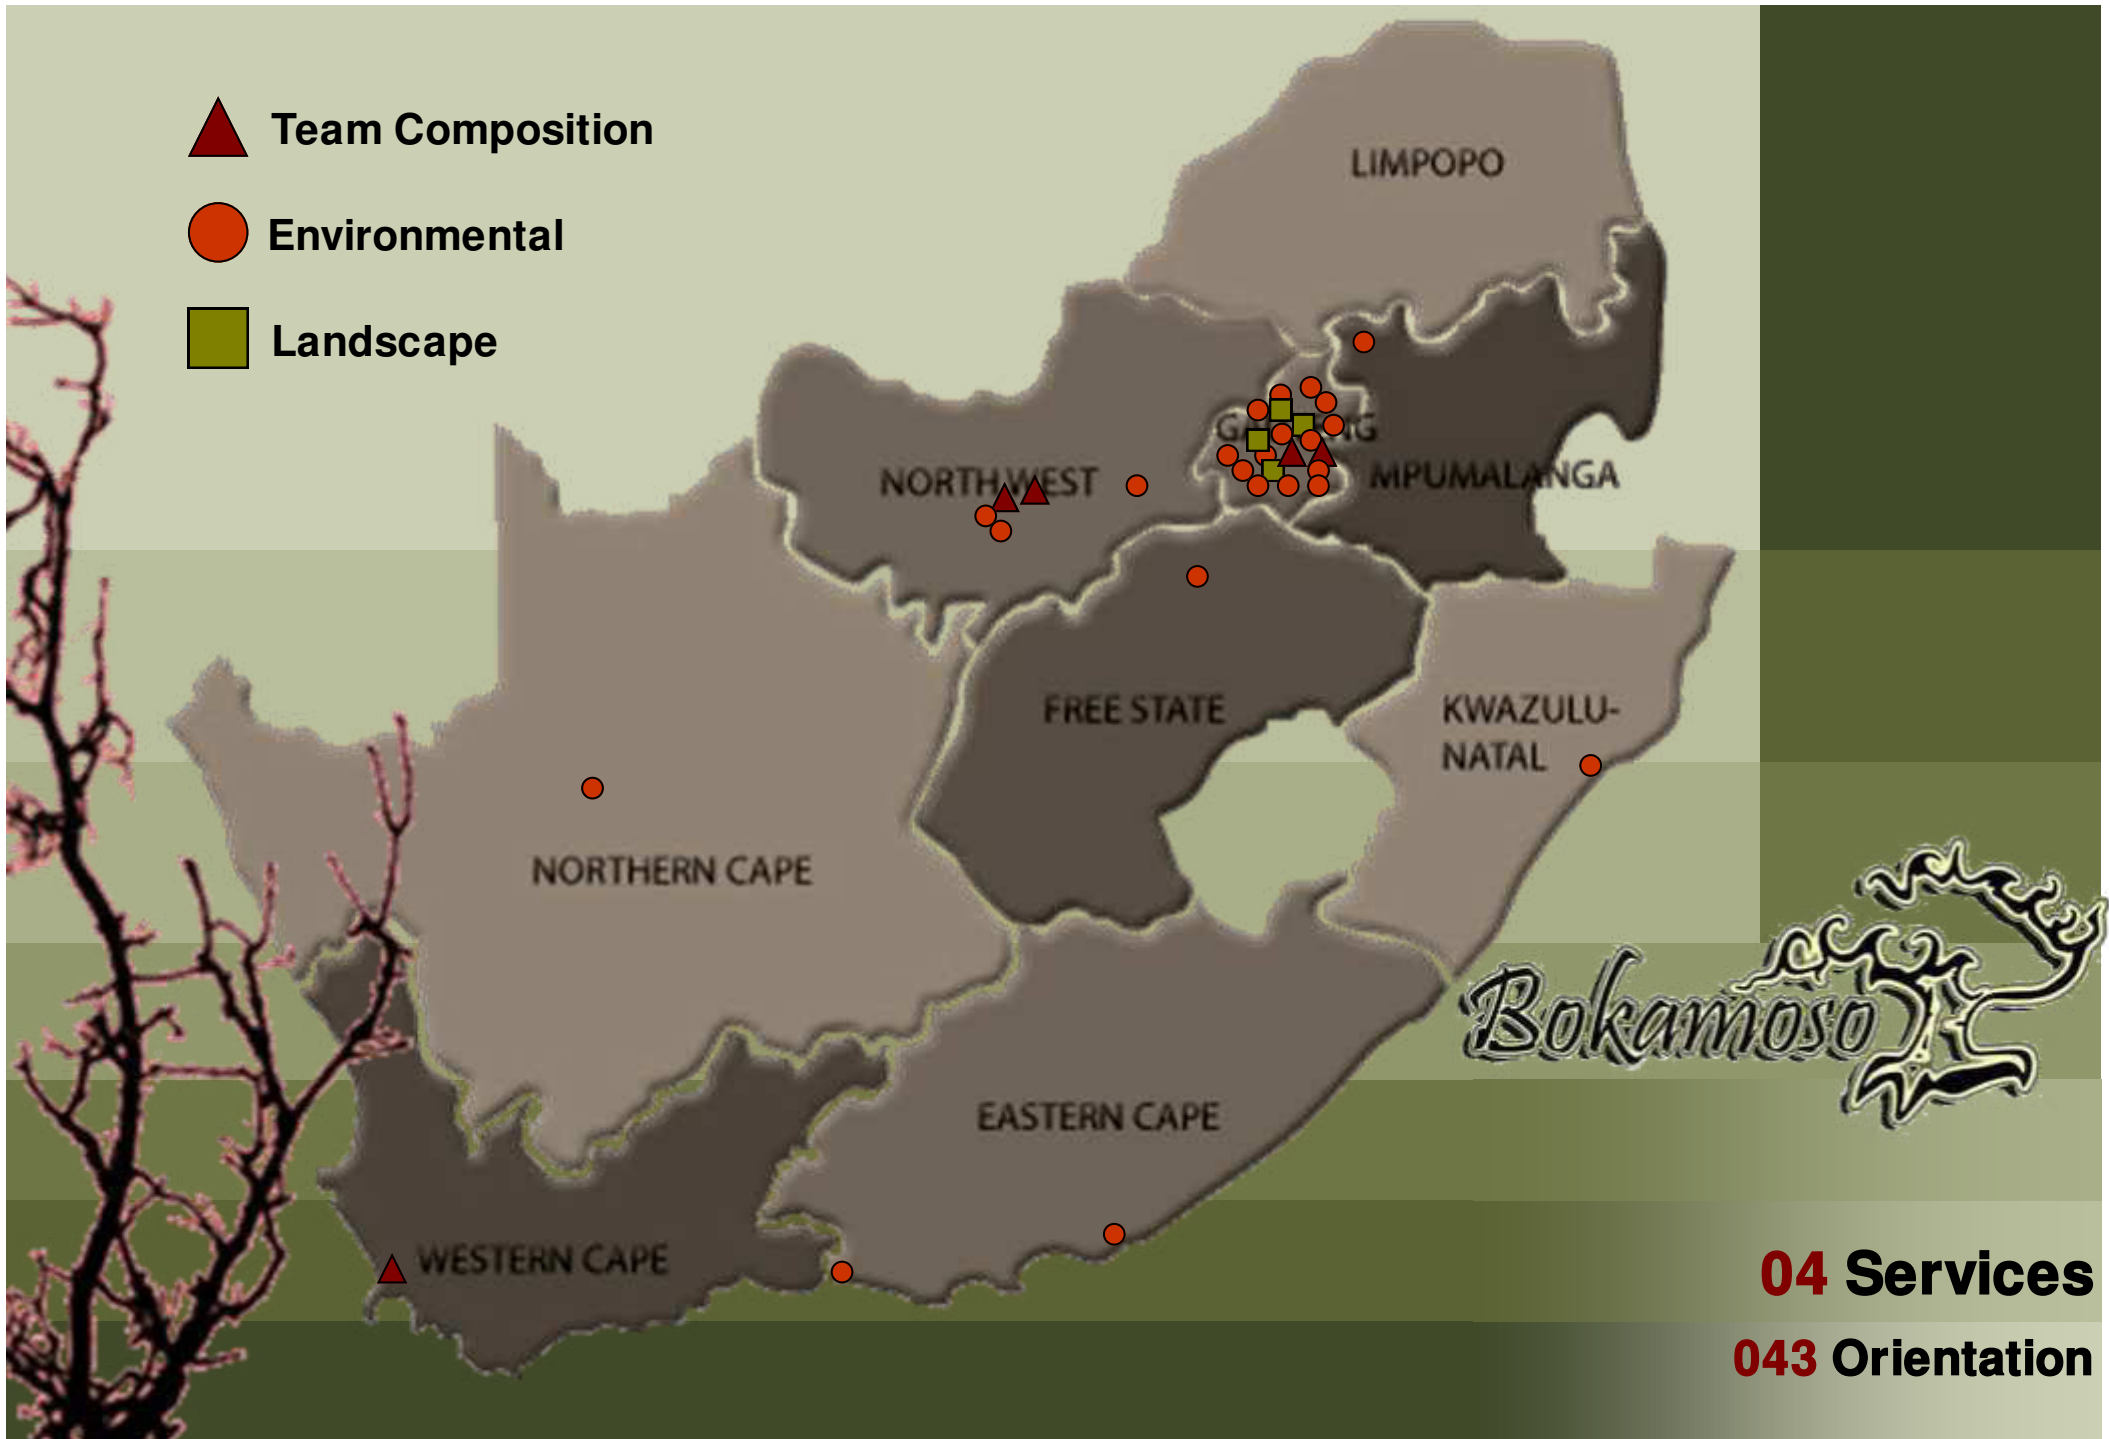 Team Composition
Environmental
Landscape
LIMPOPO
GAUTENG
NORTH WEST
MPUMALANGA
FREE STATE
KWAZULU-
NATAL
NORTHERN CAPE
Bokamoso
EASTERN CAPE
WESTERN CAPE
04 Services
043 Orientation